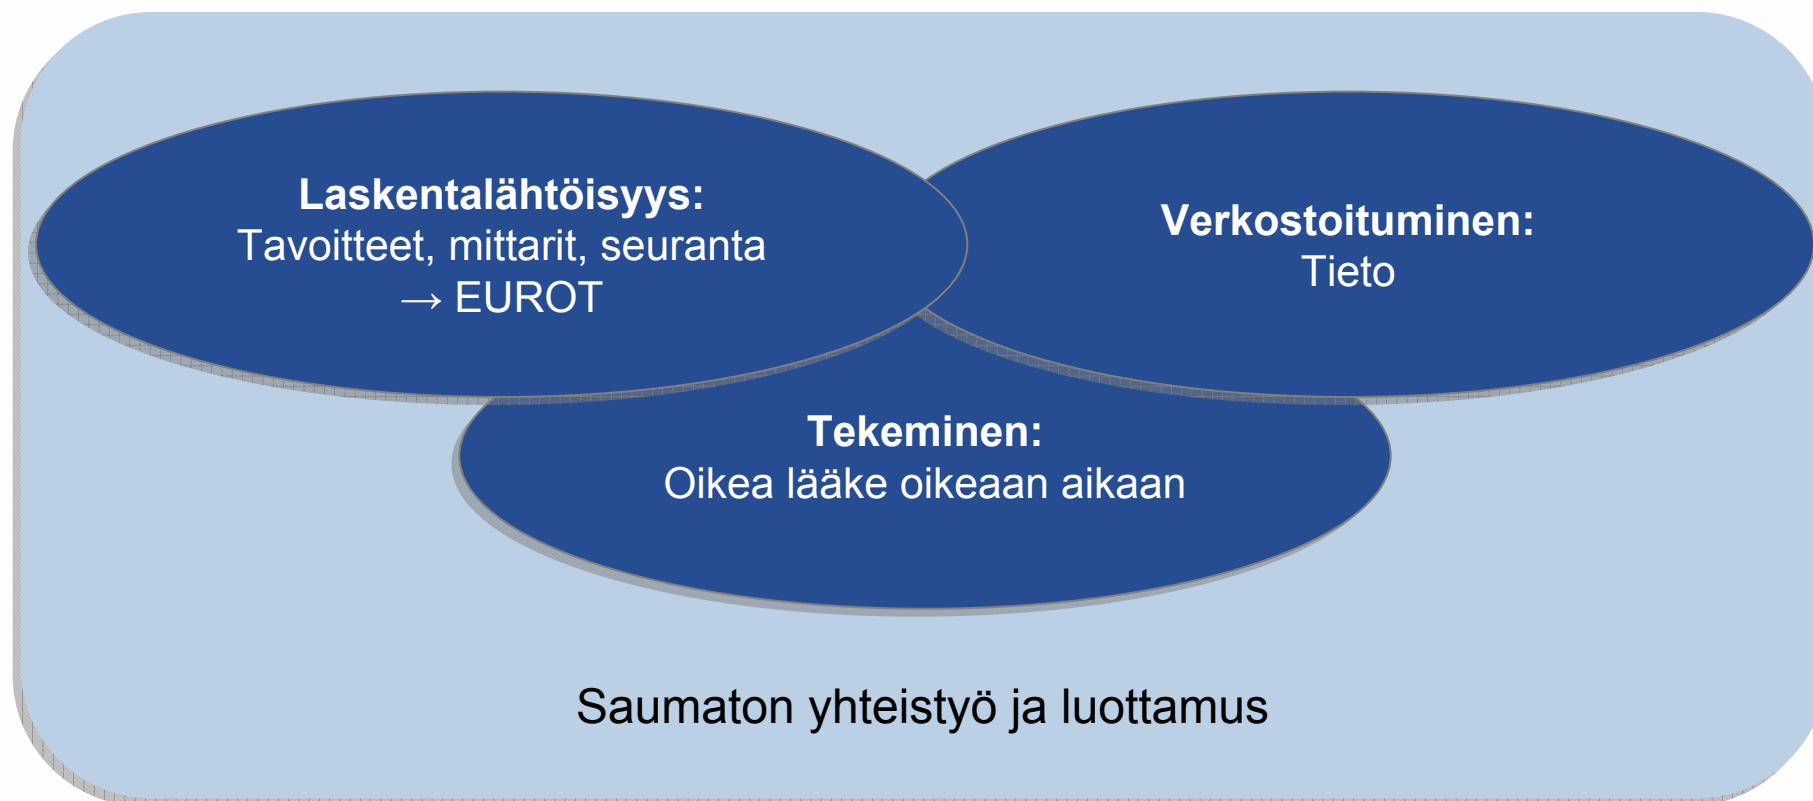 Laskentalähtöisyys:
Tavoitteet, mittarit, seuranta
→ EUROT
Verkostoituminen:
Tieto
Tekeminen:
Oikea lääke oikeaan aikaan
Saumaton yhteistyö ja luottamus